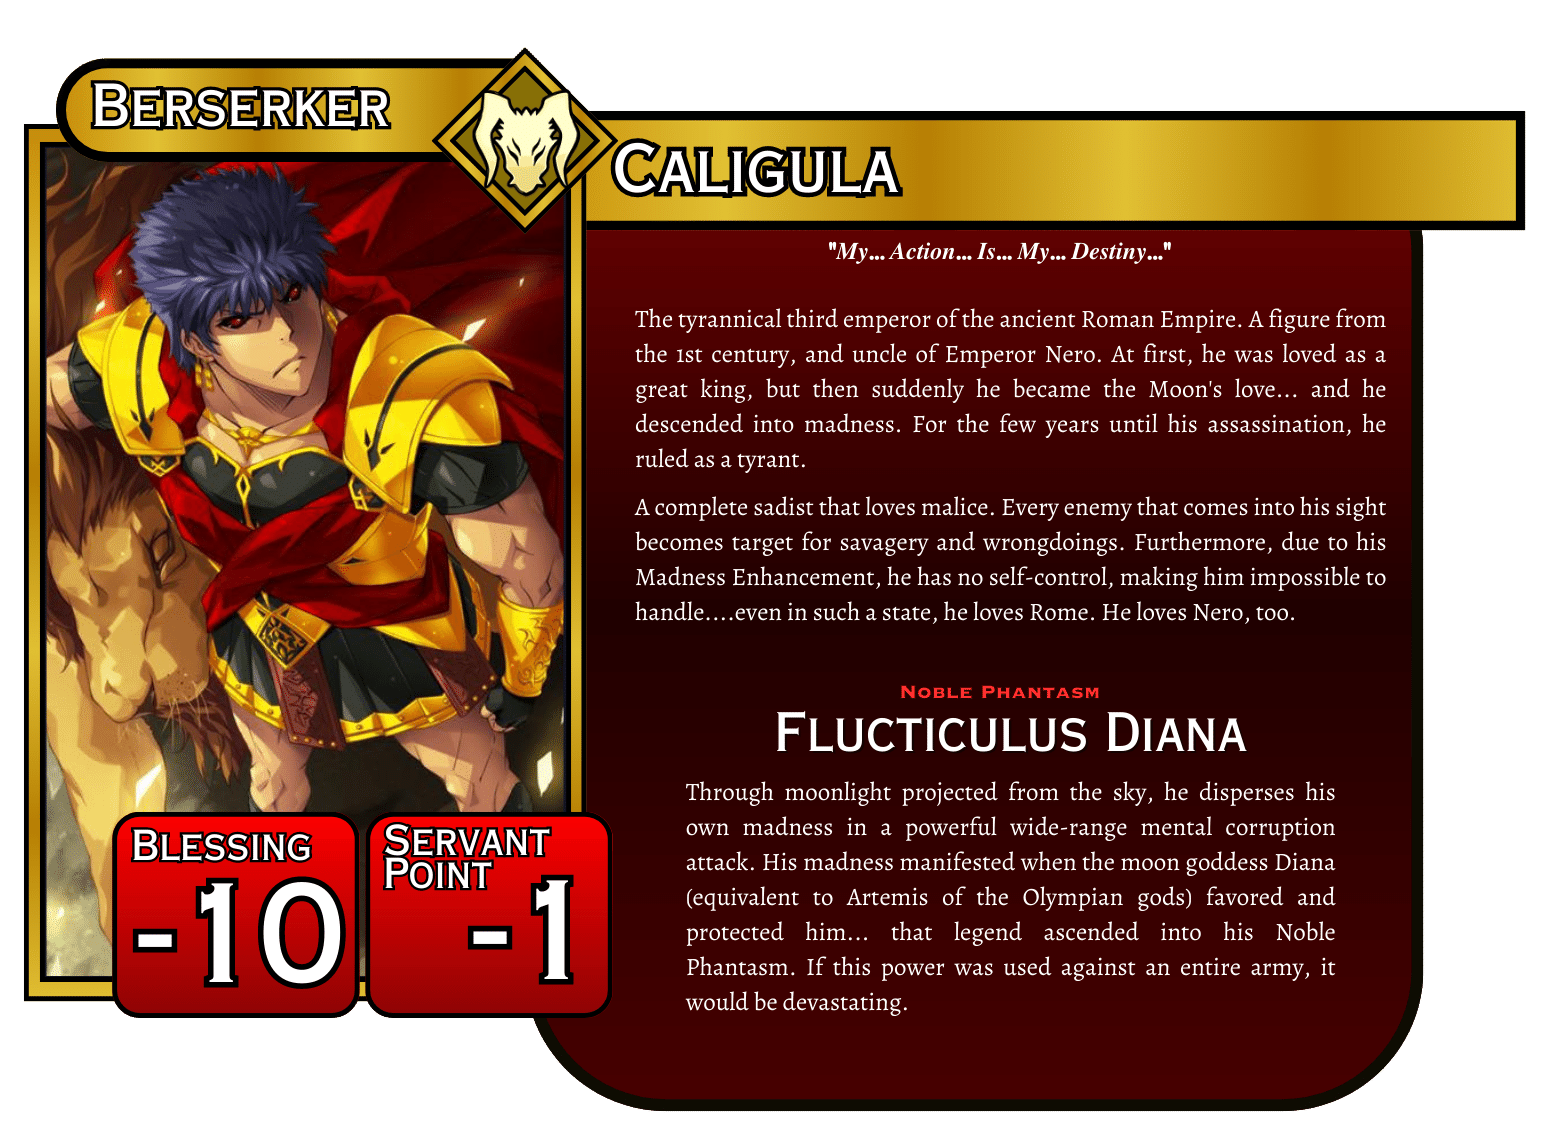 BERSERKER
CALIGULA
"My... Action... Is... My... Destiny..."
The tyrannical third emperor of the ancient Roman Empire. A figure from
the 1st century, and uncle of Emperor Nero. At first, he was loved as a
great king, but then suddenly he became the Moon's love... and he
descended into madness. For the few years until his assassination, he
ruled as a tyrant.
A complete sadist that loves malice. Every enemy that comes into his sight
becomes target for savagery and wrongdoings. Furthermore, due to his
Madness Enhancement, he has no self-control, making him impossible to
handle....even in such a state, he loves Rome. He loves Nero, too.
NOBLE PHANTASM
FLUCTICULUS DIANA
Through moonlight projected from the sky, he disperses his
own madness in a powerful wide-range mental corruption
attack. His madness manifested when the moon goddess Diana
(equivalent to Artemis of the Olympian gods) favored and
protected him... that legend ascended into his Noble
Phantasm. If this power was used against an entire army, it
would be devastating.
BLESSING
-10
SERVANT
POINT
-1